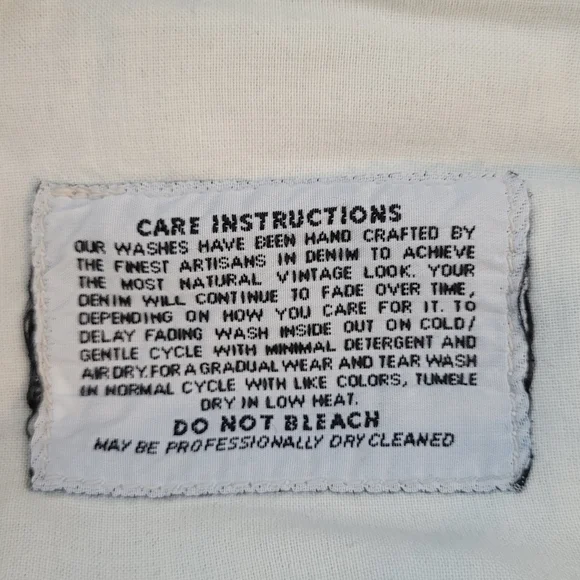 CARE INSTRUCTIONS
OUR WASHES HAVE BEEN HAND CRAFTED BY
THE FINEST ARTISANS IN DENIM TO ACHIEVE
THE MOST NATURAL VINTAGE LOOK. YOUR
DENIM WILL CONTINUE TO FADE OVER TIME,
DEPENDING ON HOW YOU CARE FOR IT. TO
DELAY FADING WASH INSIDE OUT ON COLD/
GENTLE CYCLE WITH MINIMAL DETERGENT AND
AIR DRY. FOR A GRADUAL WEAR AND TEAR WASH
IN NORMAL CYCLE WITH LIKE COLORS, TUMBLE
DRY IN LOW HEAT.
DO NOT BLEACH
MAY BE PROFESSIONALLY DRY CLEANED